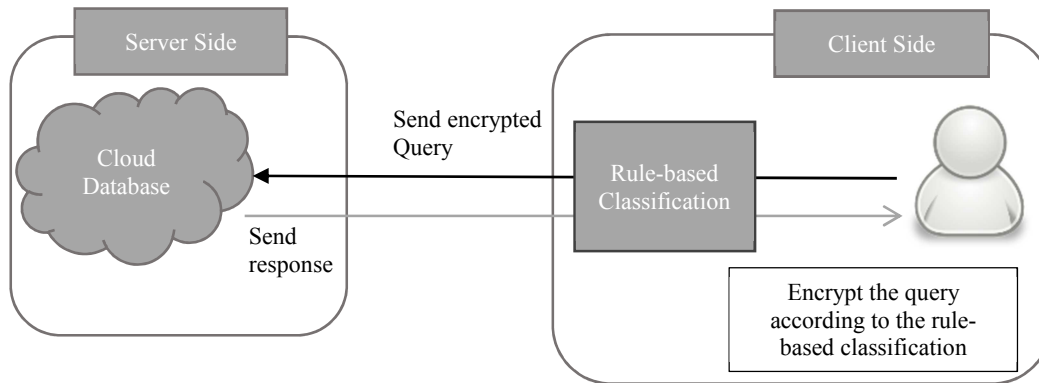 Server Side
Client Side
Cloud
Database
Send encrypted
Query
Rule-based
Classification
Send
response
Encrypt the query
according to the rule-
based classification